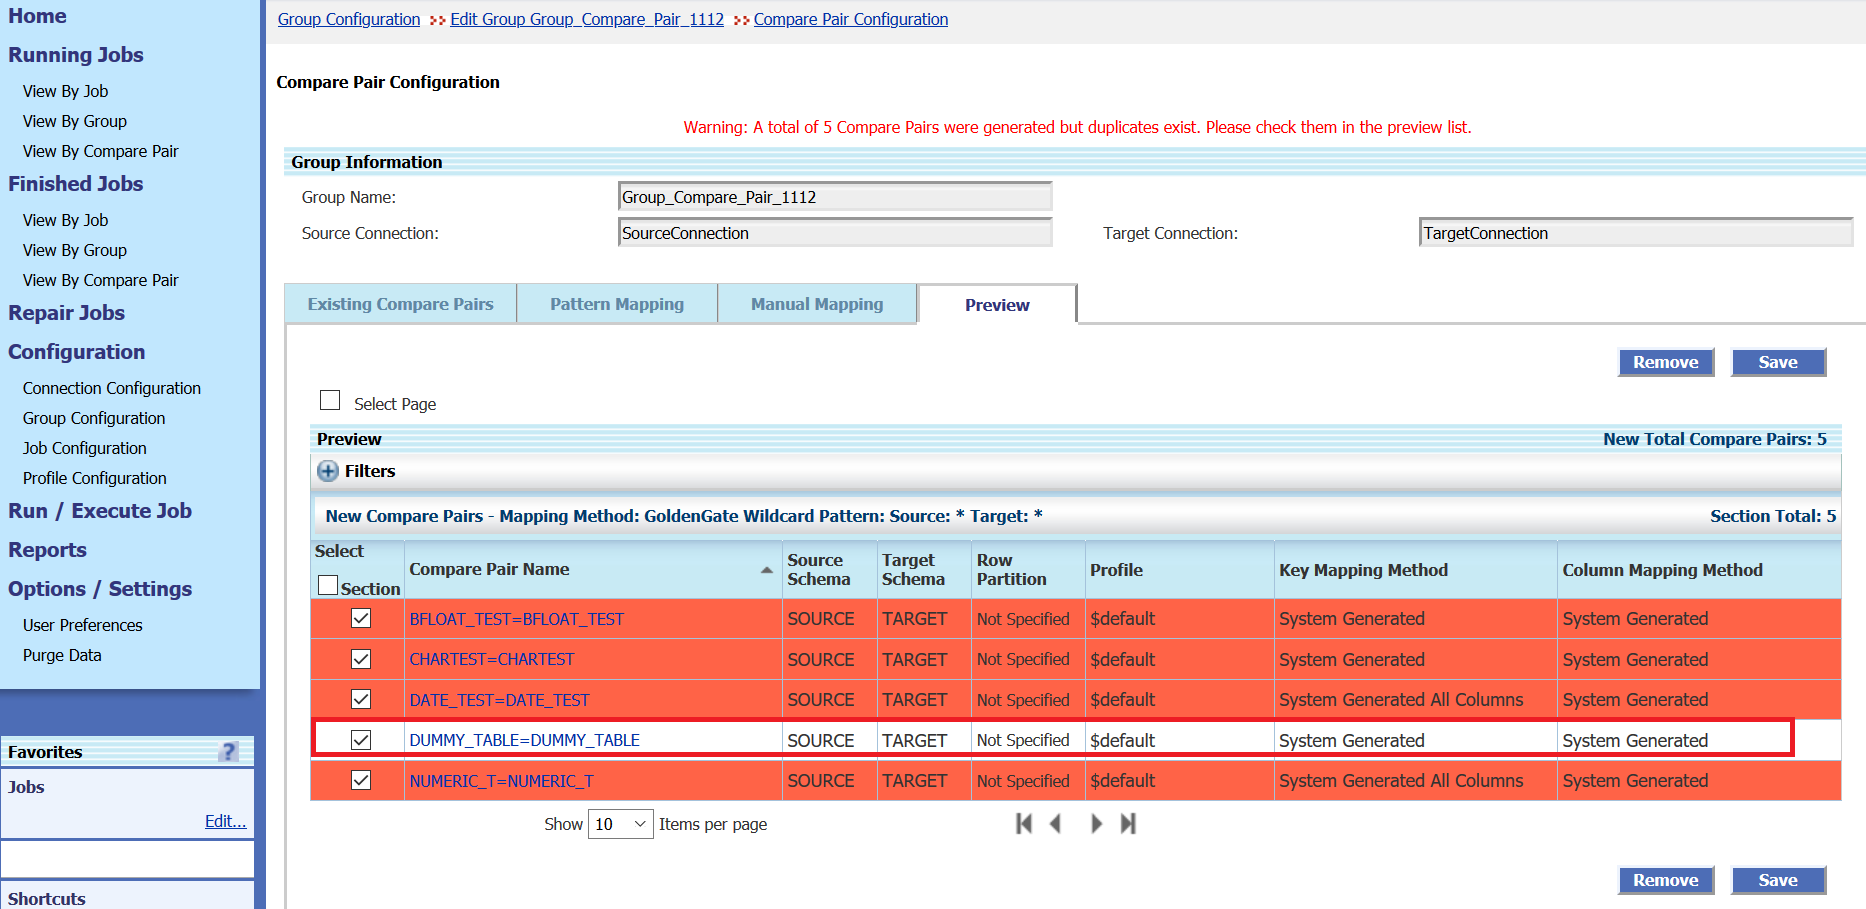 Home
Running Jobs
View By Job
View By Group
View By Compare Pair
Finished Jobs
View By Job
View By Group
View By Compare Pair
Repair Jobs
Configuration
Connection Configuration
Group Configuration
Job Configuration
Profile Configuration
Run / Execute Job
Reports
Options / Settings
User Preferences
Purge Data
Favorites ?
Jobs
Edit...
Shortcuts
Group Configuration >> Edit Group Group_Compare_Pair_1112 >> Compare Pair Configuration
Compare Pair Configuration
Warning: A total of 5 Compare Pairs were generated but duplicates exist. Please check them in the preview list.
Group Information
Group Name: Group_Compare_Pair_1112
Source Connection: SourceConnection Target Connection: TargetConnection
Existing Compare Pairs Pattern Mapping Manual Mapping Preview
Remove Save
Select Page
Preview New Total Compare Pairs: 5
Filters
New Compare Pairs - Mapping Method: GoldenGate Wildcard Pattern: Source: * Target: * Section Total: 5
Select Section Compare Pair Name Source Schema Target Schema Row Partition Profile Key Mapping Method Column Mapping Method
BFLOAT_TEST=BFLOAT_TEST SOURCE TARGET Not Specified $default System Generated System Generated
CHARTEST=CHARTEST SOURCE TARGET Not Specified $default System Generated System Generated
DATE_TEST=DATE_TEST SOURCE TARGET Not Specified $default System Generated All Columns System Generated
DUMMY_TABLE=DUMMY_TABLE SOURCE TARGET Not Specified $default System Generated System Generated
NUMERIC_T=NUMERIC_T SOURCE TARGET Not Specified $default System Generated All Columns System Generated
Show 10 Items per page
Remove Save